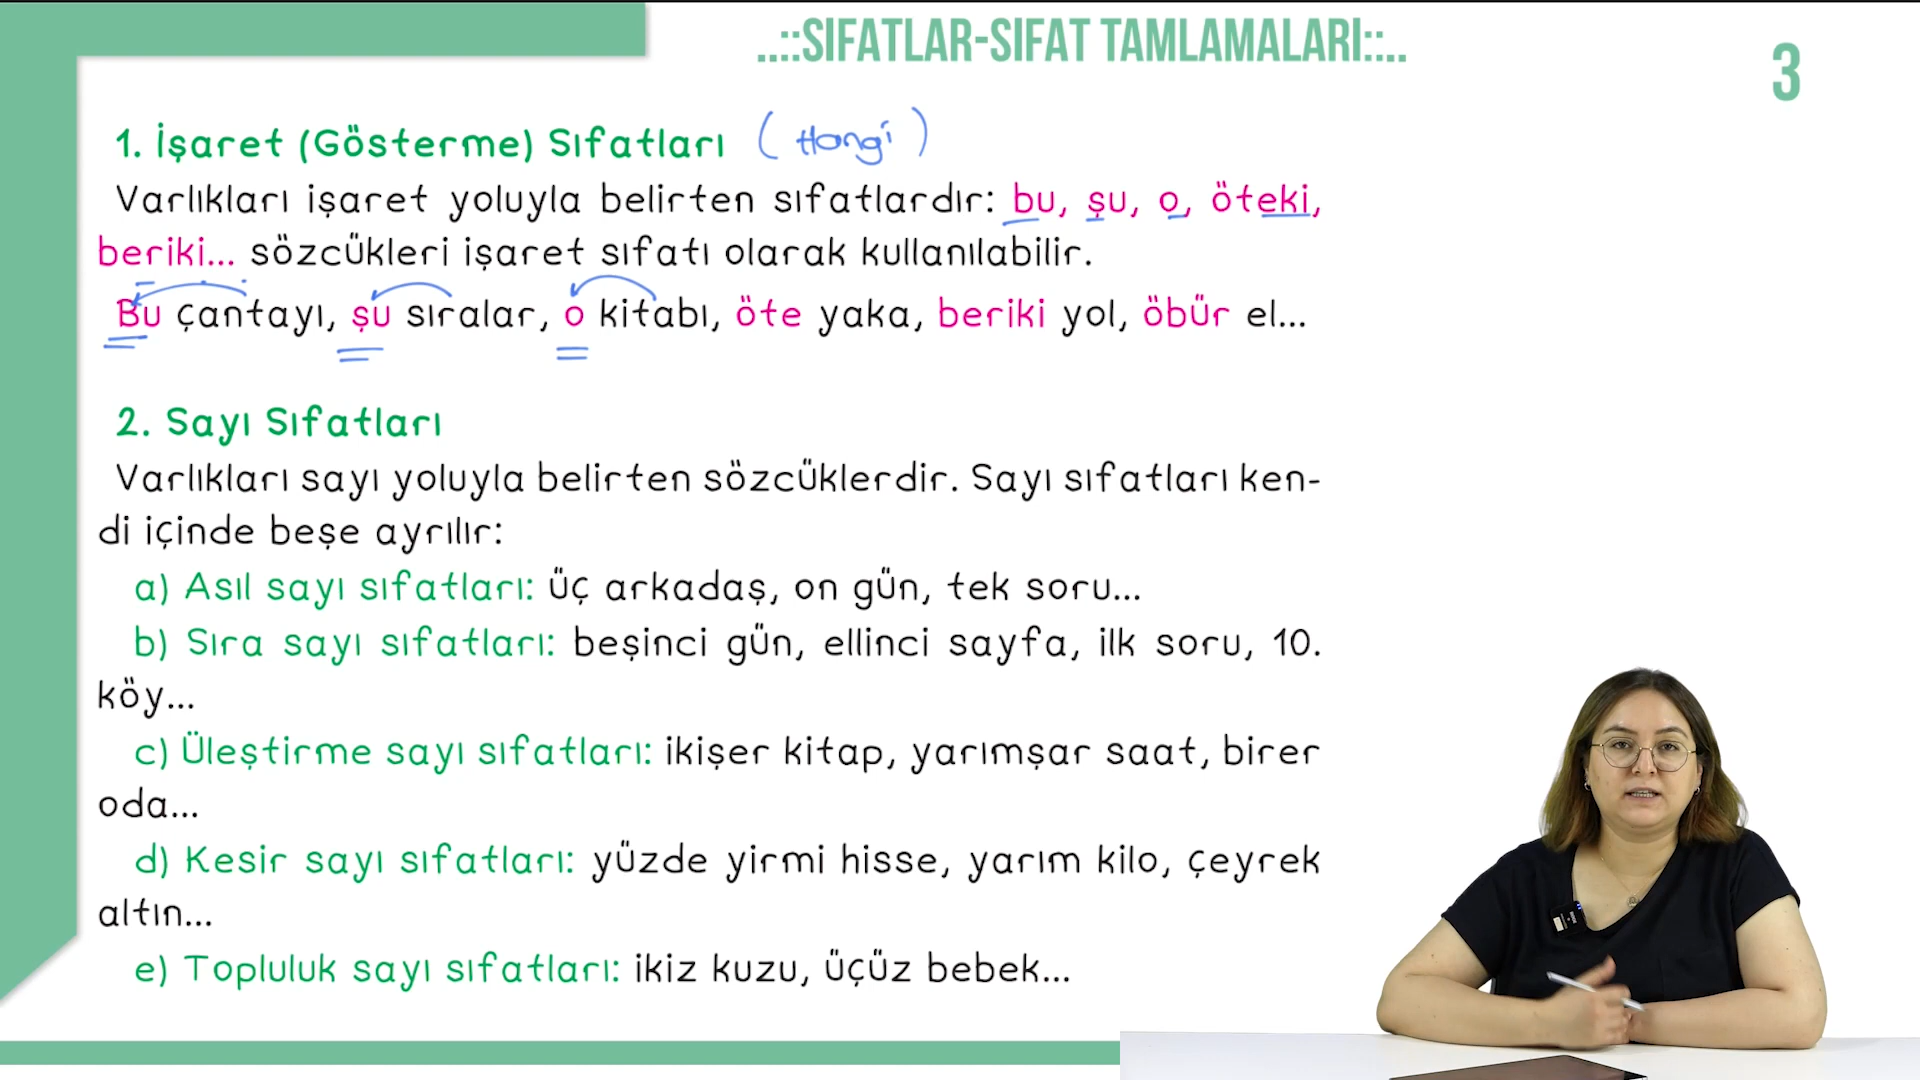 ..::SIFATLAR-SIFAT TAMLAMALARI::..
3
1. İşaret (Gösterme) Sıfatları ( Hangi )
Varlıkları işaret yoluyla belirten sıfatlardır: bu, şu, o, öteki,
beriki... sözcükleri işaret sıfatı olarak kullanılabilir.
Bu çantayı, şu sıralar, o kitabı, öte yaka, beriki yol, öbür el...
2. Sayı Sıfatları
Varlıkları sayı yoluyla belirten sözcüklerdir. Sayı sıfatları ken-
di içinde beşe ayrılır:
a) Asıl sayı sıfatları: üç arkadaş, on gün, tek soru...
b) Sıra sayı sıfatları: beşinci gün, ellinci sayfa, ilk soru, 10.
köy...
c) Üleştirme sayı sıfatları: ikişer kitap, yarımşar saat, birer
oda...
d) Kesir sayı sıfatları: yüzde yirmi hisse, yarım kilo, çeyrek
altın...
e) Topluluk sayı sıfatları: ikiz kuzu, üçüz bebek...